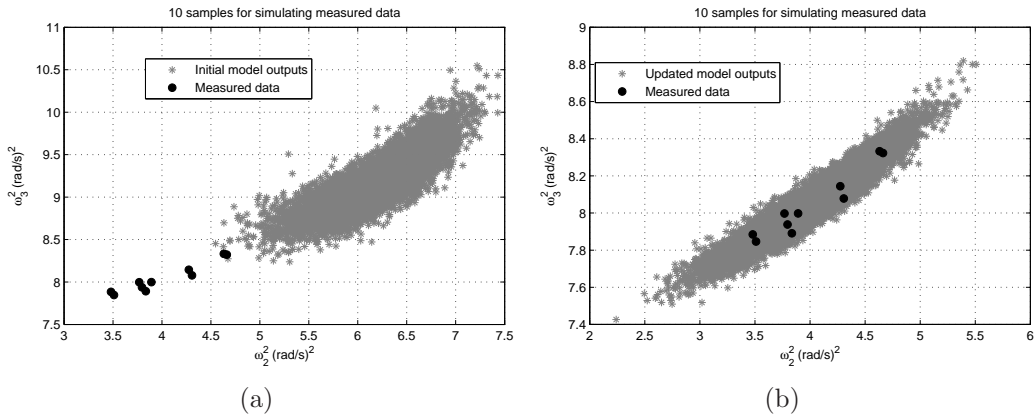 10 samples for simulating measured data
11
10.5
10
9.5
9
8.5
8
7.5
ω₃² (rad/s)²
Initial model outputs
Measured data
3 3.5 4 4.5 5 5.5 6 6.5 7 7.5
ω₂² (rad/s)²
(a)
10 samples for simulating measured data
9
8.8
8.6
8.4
8.2
8
7.8
7.6
7.4
ω₃² (rad/s)²
Updated model outputs
Measured data
2 2.5 3 3.5 4 4.5 5 5.5 6
ω₂² (rad/s)²
(b)